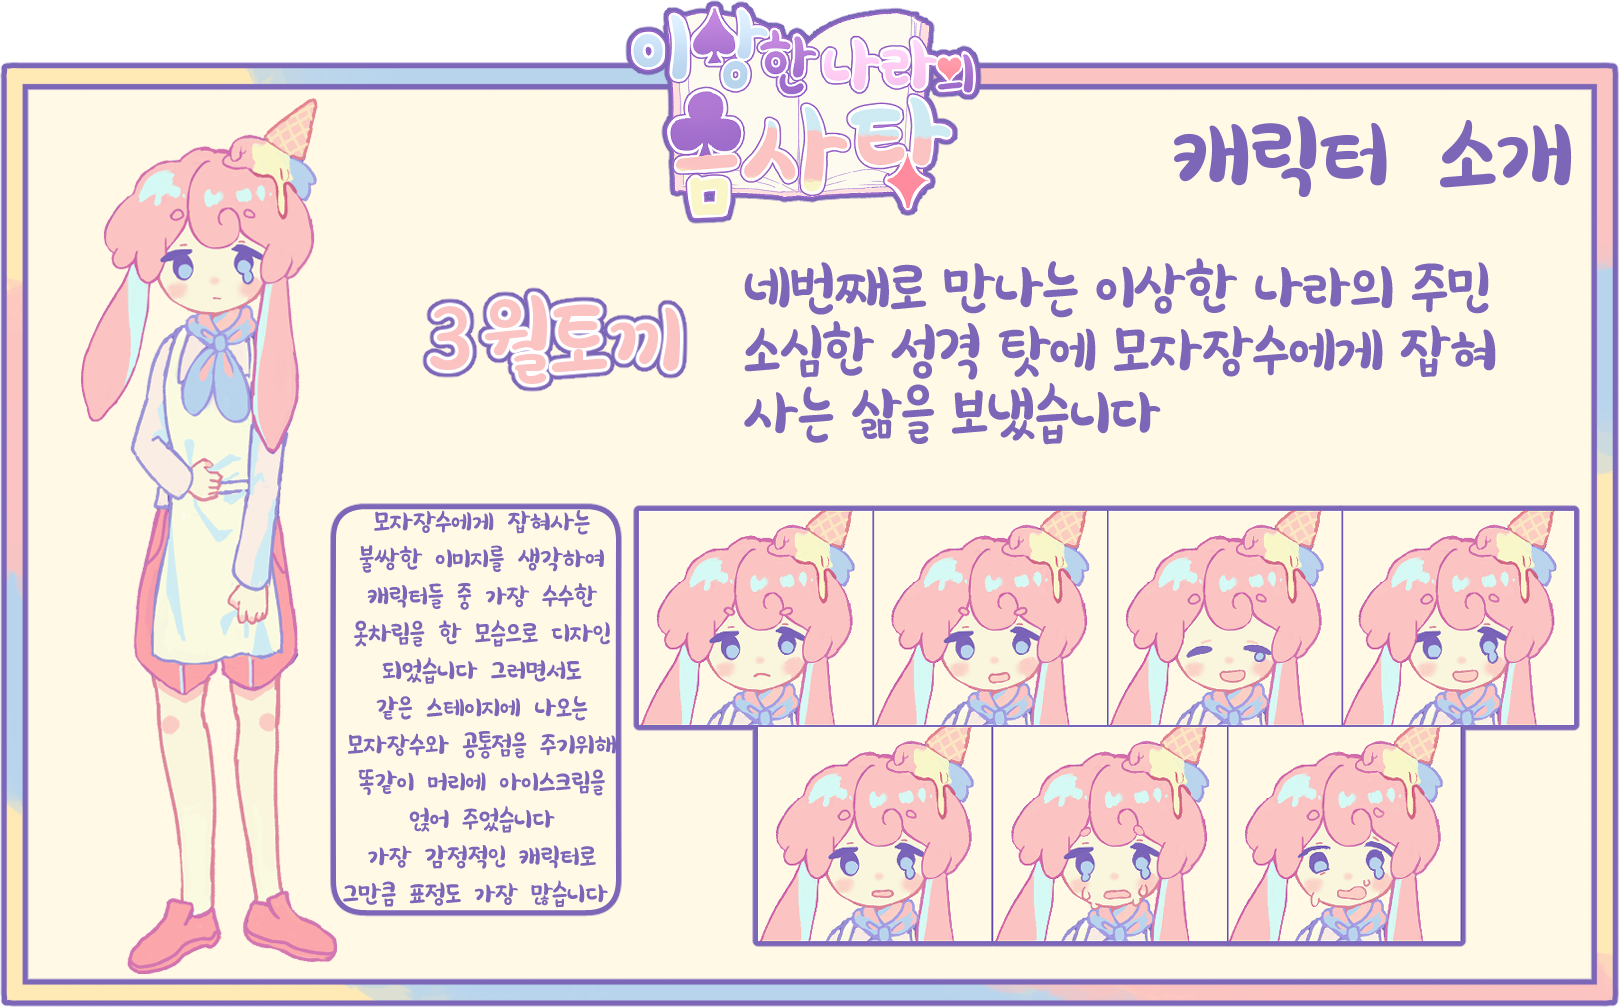 이상한 나라의
솜사탕
캐릭터 소개
3월토끼
네번째로 만나는 이상한 나라의 주민
소심한 성격 탓에 모자장수에게 잡혀
사는 삶을 보냈습니다
모자장수에게 잡혀사는
불쌍한 이미지를 생각하여
캐릭터들 중 가장 수수한
옷차림을 한 모습으로 디자인
되었습니다 그러면서도
같은 스테이지에 나오는
모자장수와 공통점을 주기위해
똑같이 머리에 아이스크림을
얹어 주었습니다
가장 감정적인 캐릭터로
그만큼 표정도 가장 많습니다